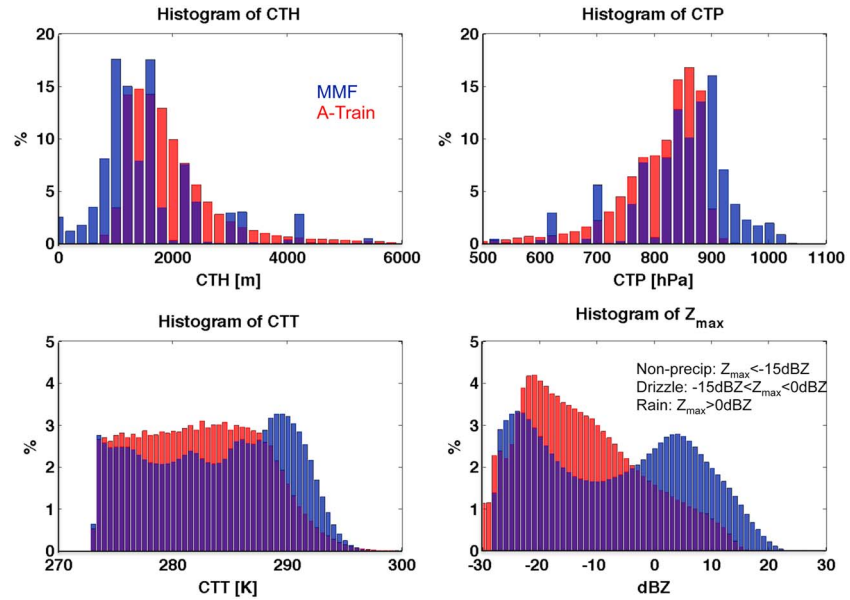 Histogram of CTH
20
15
10
5
0
%
MMF
A-Train
0 2000 4000 6000
CTH [m]
Histogram of CTP
20
15
10
5
0
%
500 600 700 800 900 1000 1100
CTP [hPa]
Histogram of CTT
5
4
3
2
1
0
%
270 280 290 300
CTT [K]
Histogram of Zmax
5
4
3
2
1
0
%
Non-precip: Zmax<-15dBZ
Drizzle: -15dBZ<Zmax<0dBZ
Rain: Zmax>0dBZ
-30 -20 -10 0 10 20 30
dBZ